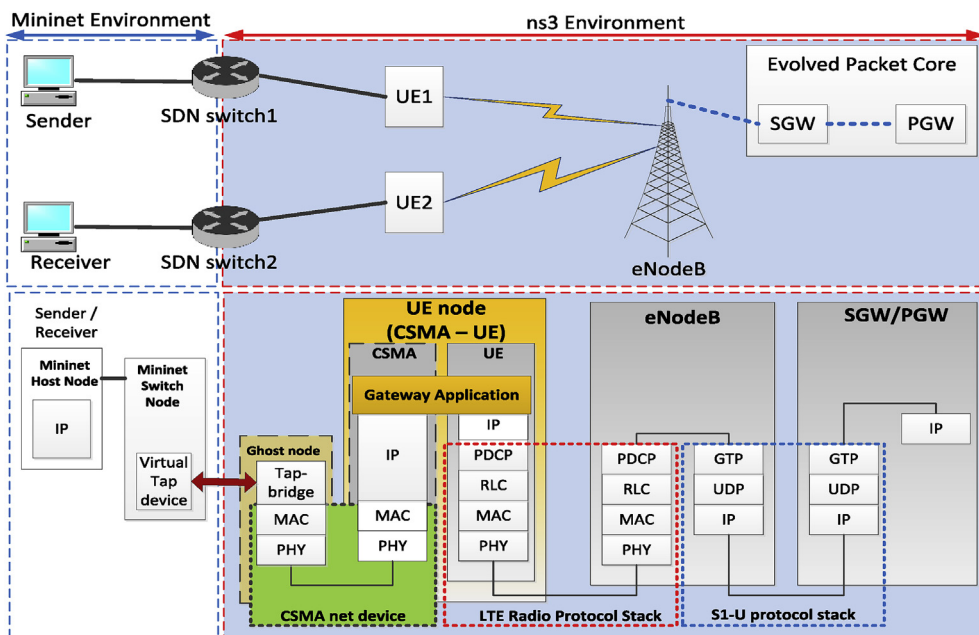 Mininet Environment
ns3 Environment
Sender
SDN switch1
UE1
Evolved Packet Core
SGW
PGW
Receiver
SDN switch2
UE2
eNodeB
Sender /
Receiver
Mininet
Host Node
IP
Mininet
Switch
Node
Virtual
Tap
device
UE node
(CSMA – UE)
CSMA
UE
Gateway Application
IP
IP
Ghost node
Tap-
bridge
MAC
PHY
MAC
PHY
CSMA net device
PDCP
RLC
MAC
PHY
LTE Radio Protocol Stack
eNodeB
PDCP
RLC
MAC
PHY
GTP
UDP
IP
S1-U protocol stack
SGW/PGW
GTP
UDP
IP
IP